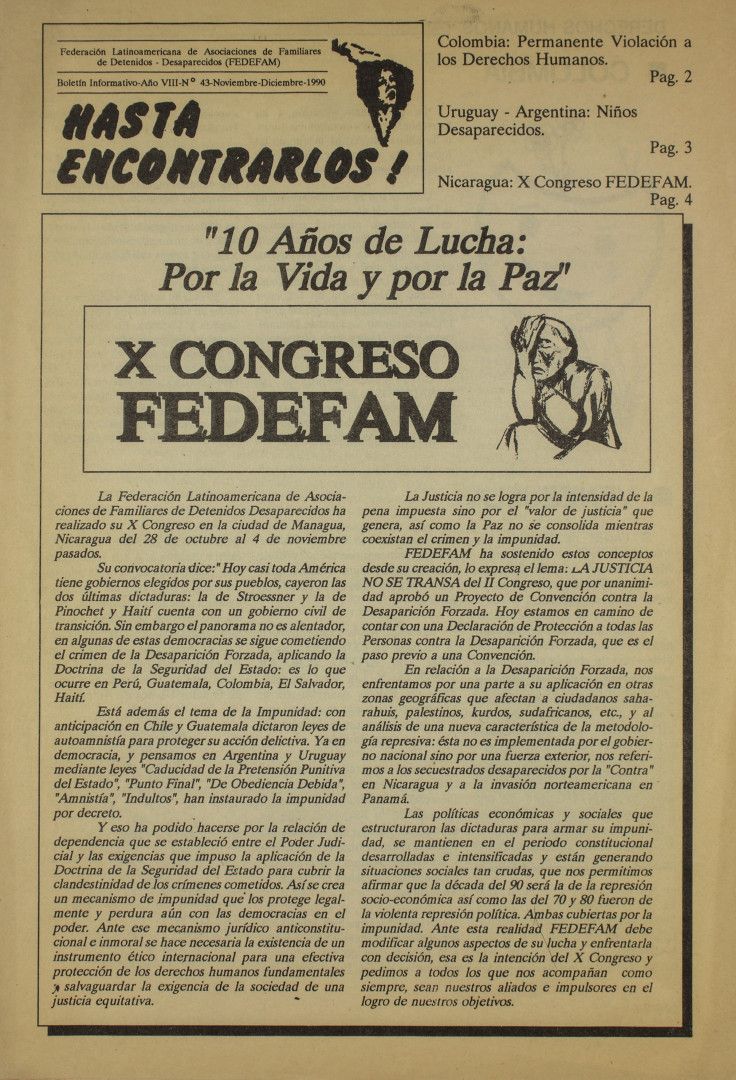 Federación Latinoamericana de Asociaciones de Familiares
de Detenidos - Desaparecidos (FEDEFAM)
Boletín Informativo-Año VIII-Nº 43-Noviembre-Diciembre-1990
HASTA
ENCONTRARLOS!
Colombia: Permanente Violación a
los Derechos Humanos.
Pag. 2
Uruguay - Argentina: Niños
Desaparecidos.
Pag. 3
Nicaragua: X Congreso FEDEFAM.
Pag. 4
"10 Años de Lucha:
Por la Vida y por la Paz"
X CONGRESO
FEDEFAM
La Federación Latinoamericana de Asocia-
ciones de Familiares de Detenidos Desaparecidos ha
realizado su X Congreso en la ciudad de Managua,
Nicaragua del 28 de octubre al 4 de noviembre
pasados.
Su convocatoria dice:" Hoy casi toda América
tiene gobiernos elegidos por sus pueblos, cayeron las
dos últimas dictaduras: la de Stroessner y la de
Pinochet y Haití cuenta con un gobierno civil de
transición. Sin embargo el panorama no es alentador,
en algunas de estas democracias se sigue cometiendo
el crimen de la Desaparición Forzada, aplicando la
Doctrina de la Seguridad del Estado: es lo que
ocurre en Perú, Guatemala, Colombia, El Salvador,
Haití.
Está además el tema de la Impunidad: con
anticipación en Chile y Guatemala dictaron leyes de
autoamnistía para proteger su acción delictiva. Ya en
democracia, y pensamos en Argentina y Uruguay
mediante leyes "Caducidad de la Pretensión Punitiva
del Estado", "Punto Final", "De Obediencia Debida",
"Amnistía", "Indultos", han instaurado la impunidad
por decreto.
Y eso ha podido hacerse por la relación de
dependencia que se estableció entre el Poder Judi-
cial y las exigencias que impuso la aplicación de la
Doctrina de la Seguridad del Estado para cubrir la
clandestinidad de los crímenes cometidos. Así se crea
un mecanismo de impunidad que los protege legal-
mente y perdura aún con las democracias en el
poder. Ante ese mecanismo jurídico anticonstitu-
cional e inmoral se hace necesaria la existencia de un
instrumento ético internacional para una efectiva
protección de los derechos humanos fundamentales
y salvaguardar la exigencia de la sociedad de una
justicia equitativa.
La Justicia no se logra por la intensidad de la
pena impuesta sino por el "valor de justicia" que
genera, así como la Paz no se consolida mientras
coexistan el crimen y la impunidad.
FEDEFAM ha sostenido estos conceptos
desde su creación, lo expresa el lema: LA JUSTICIA
NO SE TRANSA del II Congreso, que por unanimi-
dad aprobó un Proyecto de Convención contra la
Desaparición Forzada. Hoy estamos en camino de
contar con una Declaración de Protección a todas las
Personas contra la Desaparición Forzada, que es el
paso previo a una Convención.
En relación a la Desaparición Forzada, nos
enfrentamos por una parte a su aplicación en otras
zonas geográficas que afectan a ciudadanos saha-
rahuis, palestinos, kurdos, sudafricanos, etc., y al
análisis de una nueva característica de la metodolo-
gía represiva: ésta no es implementada por el gobier-
no nacional sino por una fuerza exterior, nos referi-
mos a los secuestrados desaparecidos por la "Contra"
en Nicaragua y a la invasión norteamericana en
Panamá.
Las políticas económicas y sociales que
estructuraron las dictaduras para armar su impuni-
dad, se mantienen en el periodo constitucional
desarrolladas e intensificadas y están generando
situaciones sociales tan crudas, que nos permitimos
afirmar que la década del 90 será la de la represión
socio-económica así como las del 70 y 80 fueron de
la violenta represión política. Ambas cubiertas por la
impunidad. Ante esta realidad FEDEFAM debe
modificar algunos aspectos de su lucha y enfrentarla
con decisión, esa es la intención del X Congreso y
pedimos a todos los que nos acompañan como
siempre, sean nuestros aliados e impulsores en el
logro de nuestros objetivos.